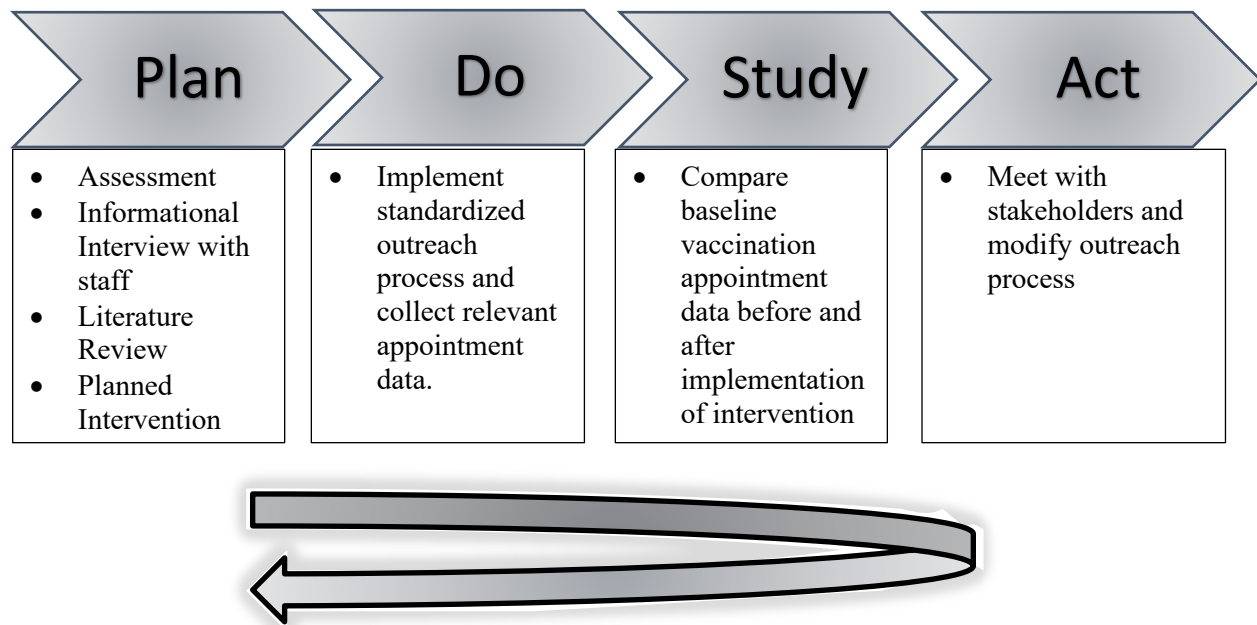 Plan
Do
Study
Act
• Assessment
• Informational
Interview with
staff
• Literature
Review
• Planned
Intervention
• Implement
standardized
outreach
process and
collect relevant
appointment
data.
• Compare
baseline
vaccination
appointment
data before and
after
implementation
of intervention
• Meet with
stakeholders and
modify outreach
process